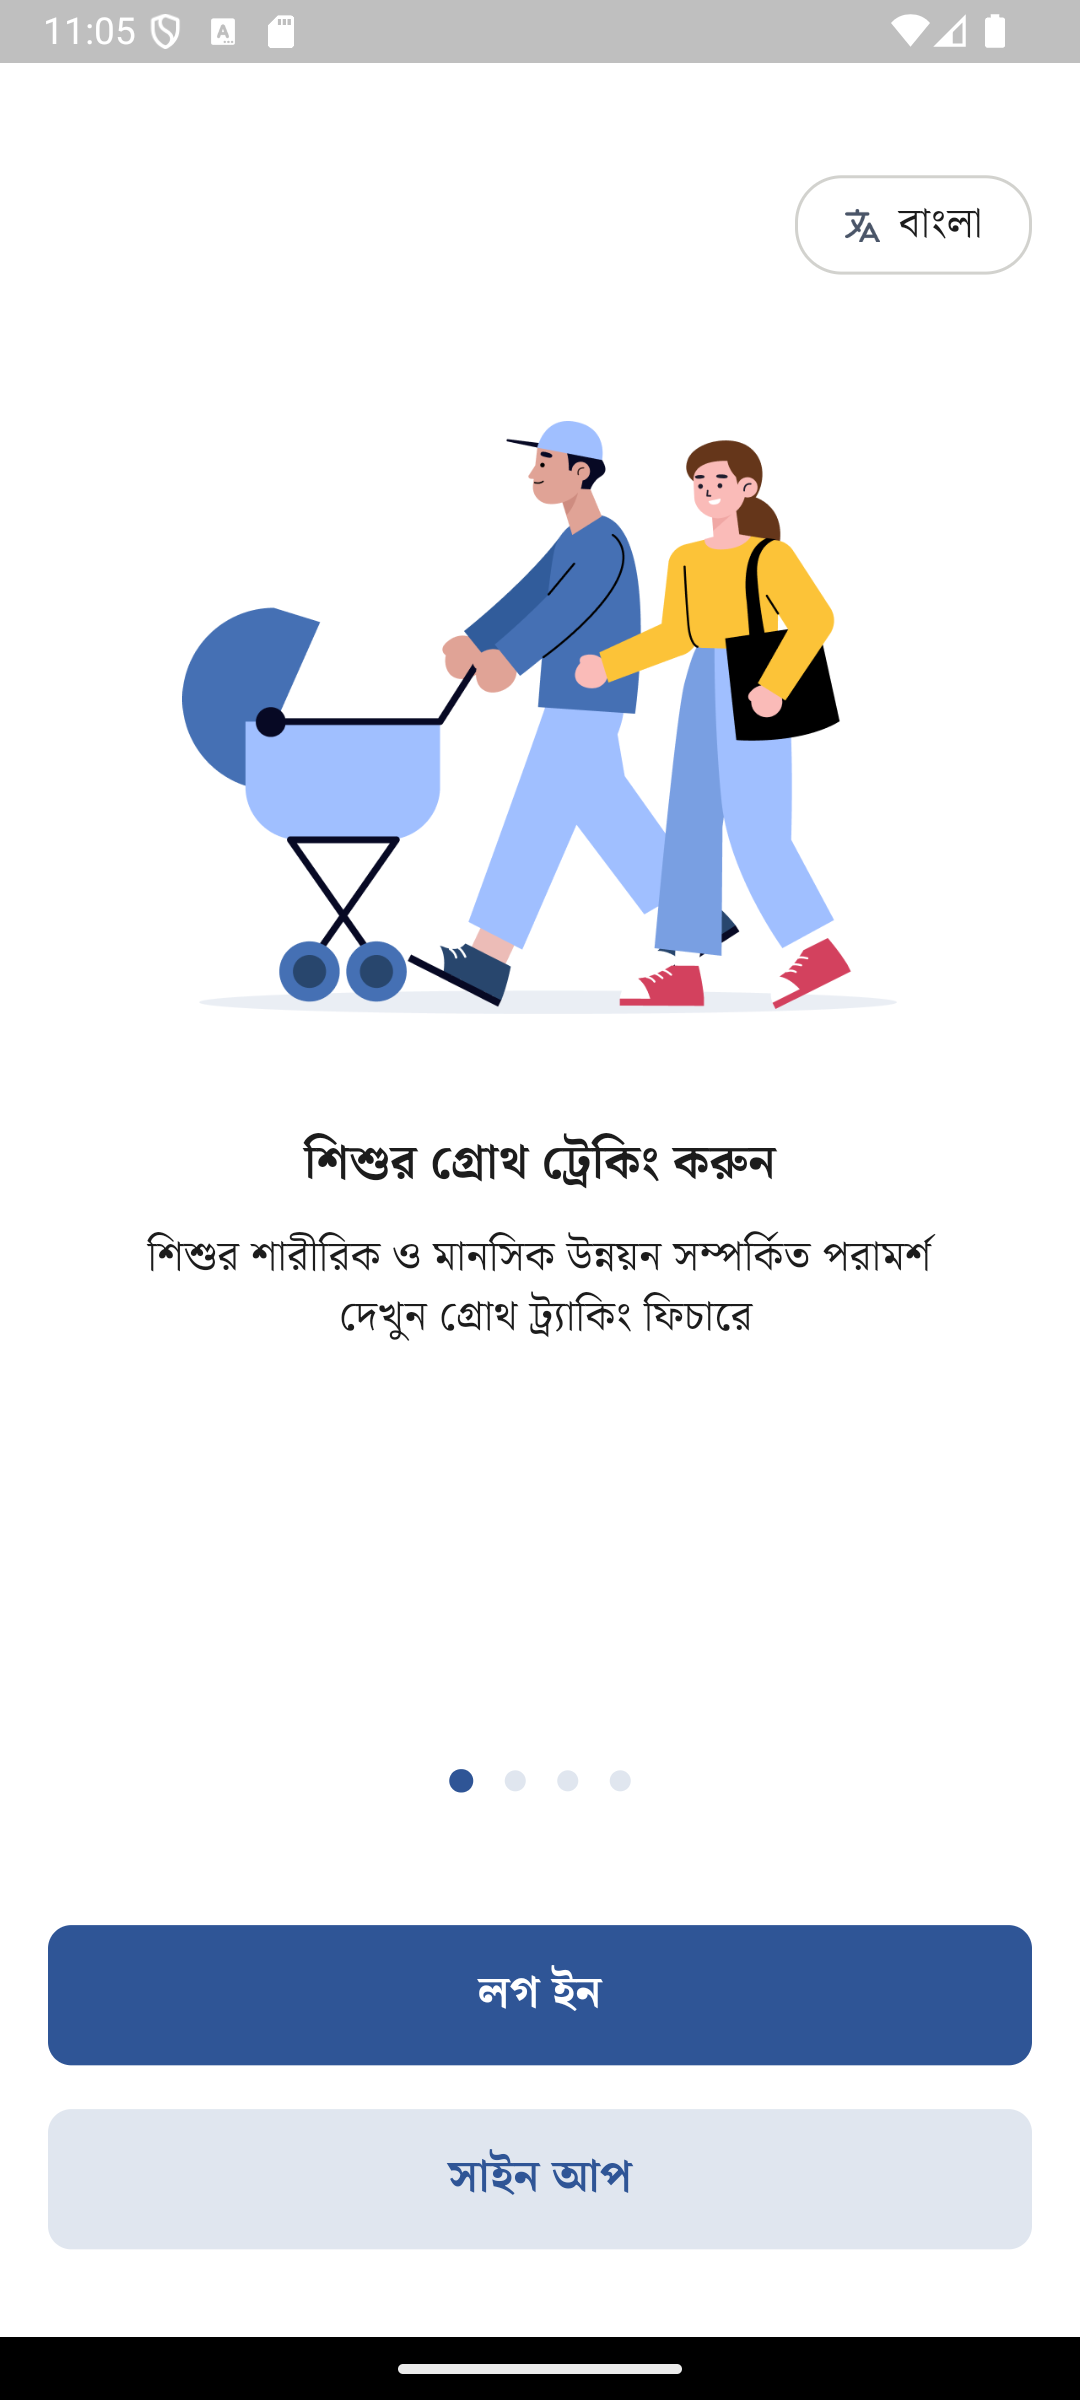 11:05
বাংলা
শিশুর গ্রোথ ট্রেকিং করুন
শিশুর শারীরিক ও মানসিক উন্নয়ন সম্পর্কিত পরামর্শ
দেখুন গ্রোথ ট্র্যাকিং ফিচারে
লগ ইন
সাইন আপ